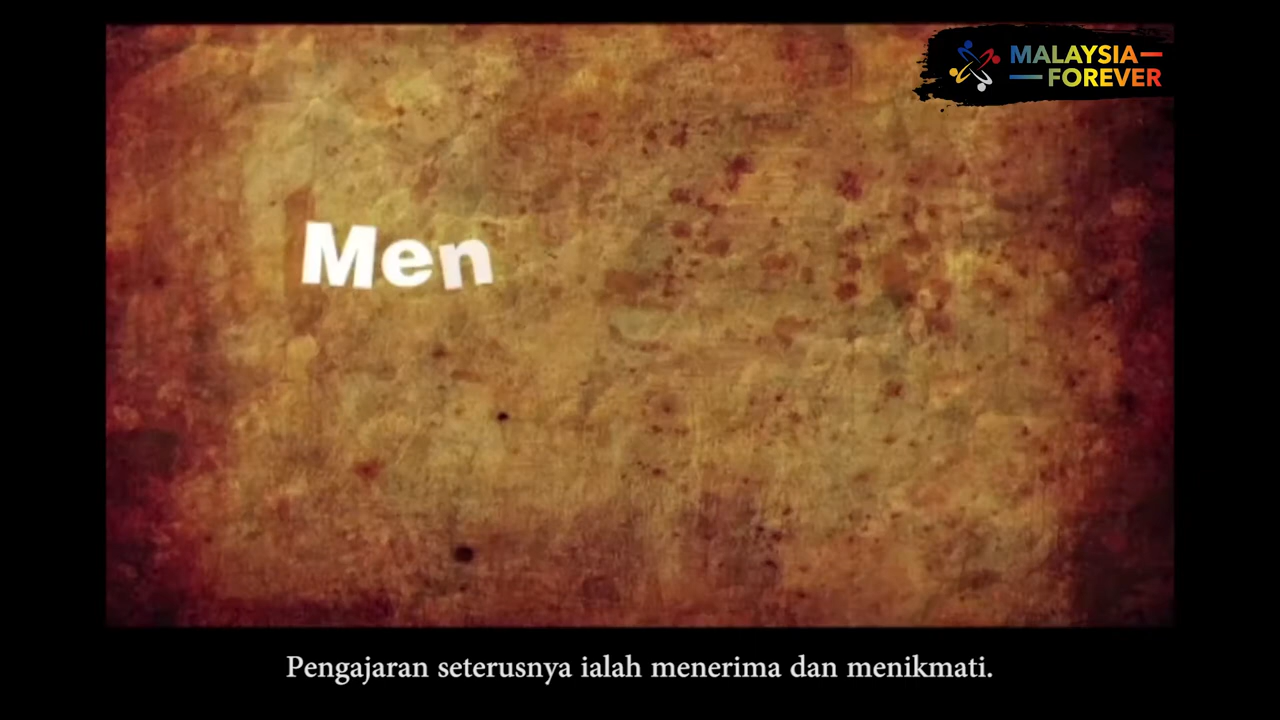 MALAYSIA
FOREVER
Men
Pengajaran seterusnya ialah menerima dan menikmati.